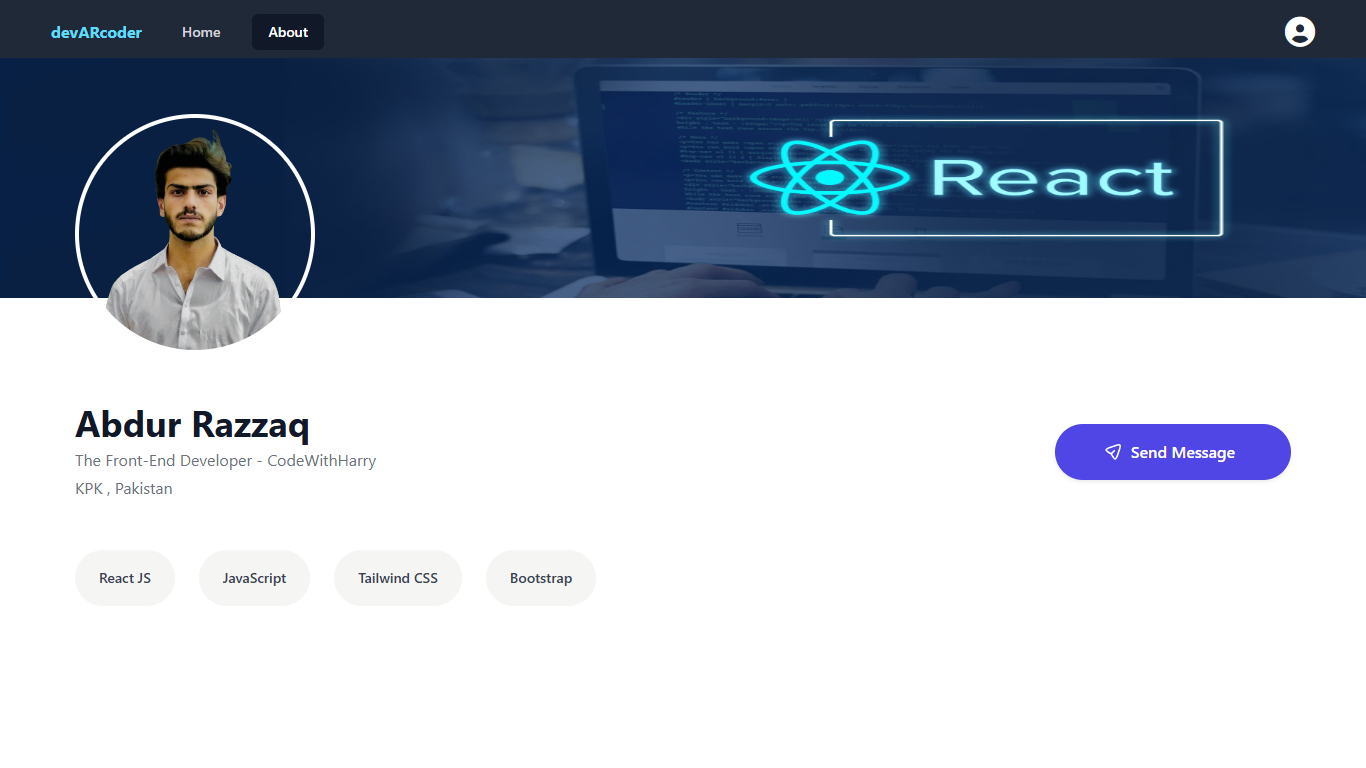 devARcoder
Home
About
React
Abdur Razzaq
The Front-End Developer - CodeWithHarry
KPK , Pakistan
Send Message
React JS
JavaScript
Tailwind CSS
Bootstrap